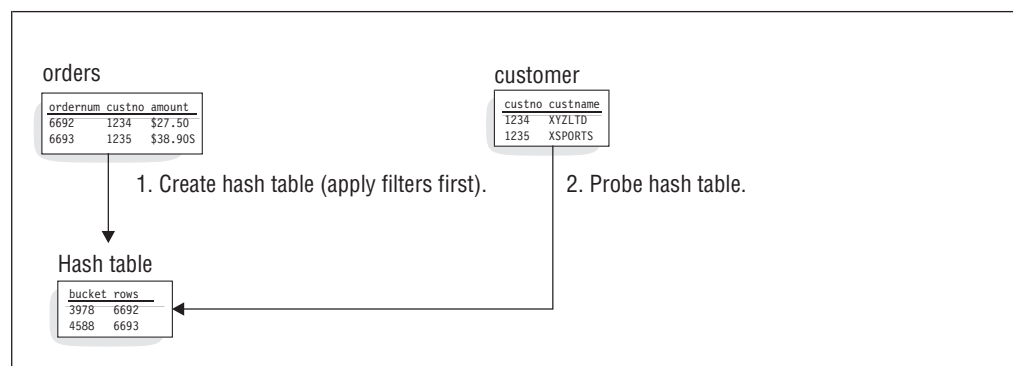 orders
ordernum custno amount
6692 1234 $27.50
6693 1235 $38.90S
customer
custno custname
1234 XYZLTD
1235 XSPORTS
1. Create hash table (apply filters first).
2. Probe hash table.
Hash table
bucket rows
3978 6692
4588 6693